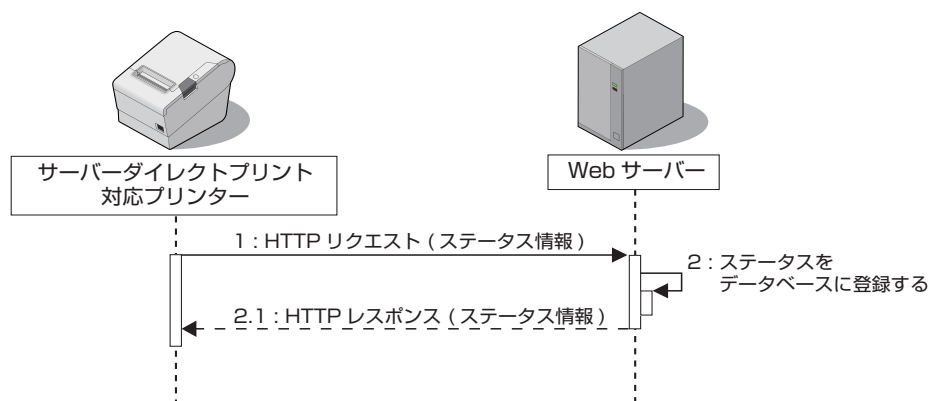 サーバーダイレクトプリント
対応プリンター
Web サーバー
1 : HTTP リクエスト ( ステータス情報 )
2 : ステータスを
データベースに登録する
2.1 : HTTP レスポンス ( ステータス情報 )